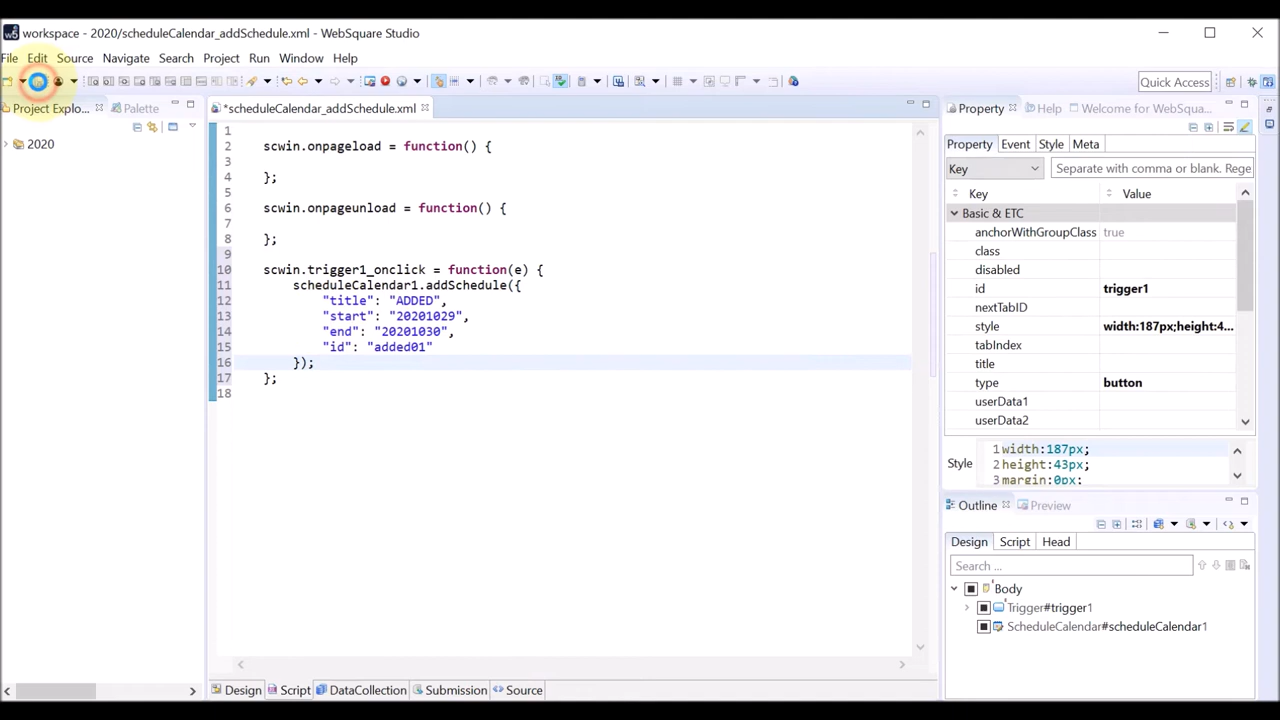 workspace - 2020/scheduleCalendar_addSchedule.xml - WebSquare Studio
File Edit Source Navigate Search Project Run Window Help
Quick Access
Project Explo...
Palette
2020
*scheduleCalendar_addSchedule.xml
1
2 scwin.onpageload = function() {
3
4 };
5
6 scwin.onpageunload = function() {
7
8 };
9
10 scwin.trigger1_onclick = function(e) {
11 scheduleCalendar1.addSchedule({
12 "title": "ADDED",
13 "start": "20201029",
14 "end": "20201030",
15 "id": "added01"
16 });
17 };
18
Design Script DataCollection Submission Source
Property Help Welcome for WebSqua...
Property Event Style Meta
Key Separate with comma or blank. Rege
Key Value
Basic & ETC
anchorWithGroupClass true
class
disabled
id trigger1
nextTabID
style width:187px;height:4...
tabIndex
title
type button
userData1
userData2
Style
1 width:187px;
2 height:43px;
3 margin:0px;
Outline Preview
Design Script Head
Search ...
Body
Trigger#trigger1
ScheduleCalendar#scheduleCalendar1